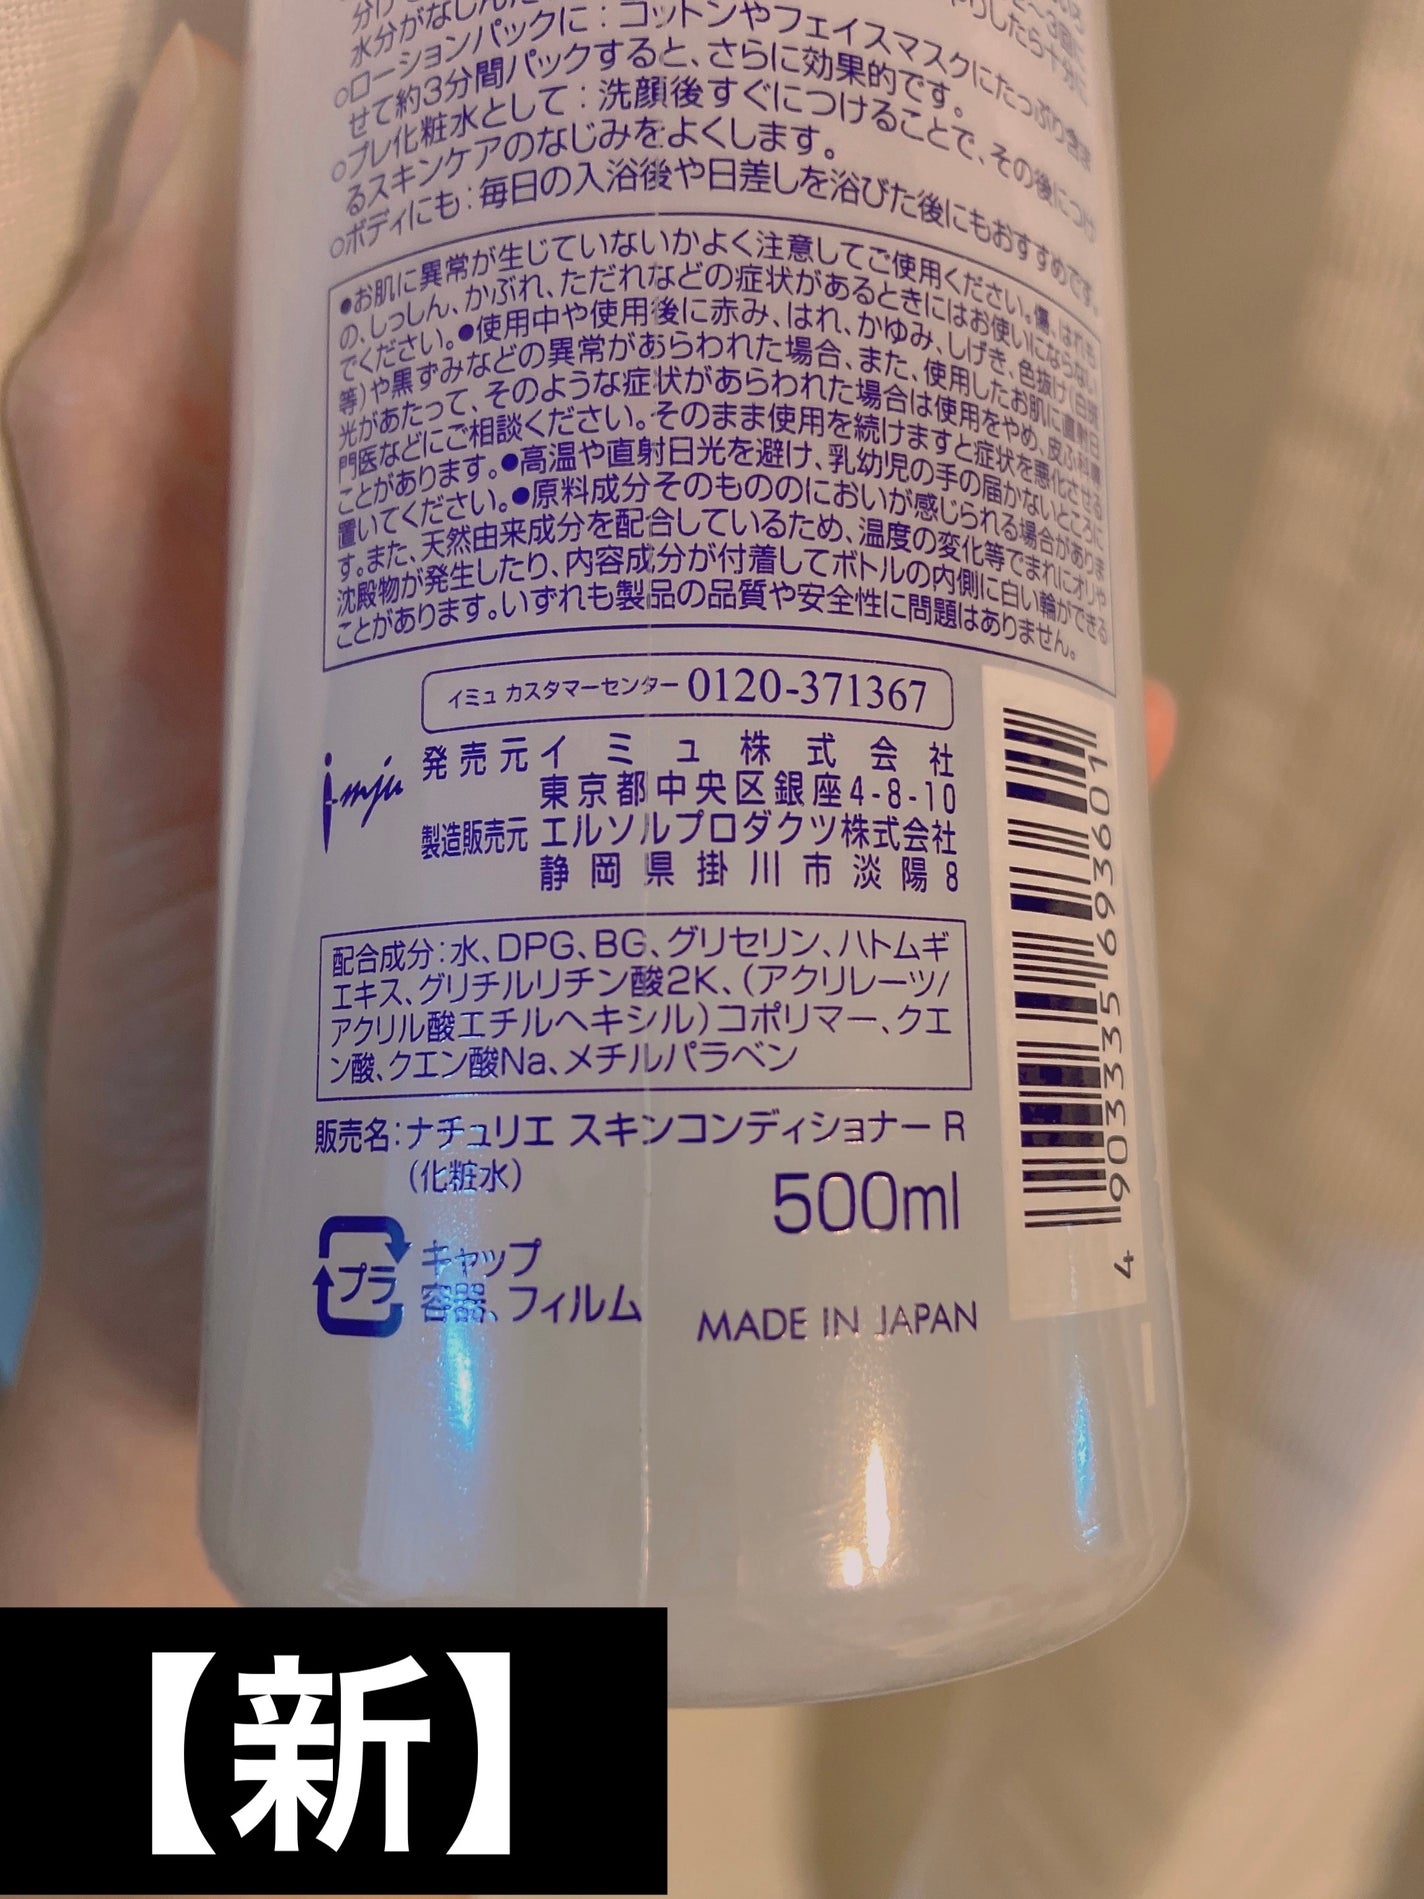 水分がなじんだ
○ローションパックに：コットンやフェイスマスクにたっぷり含ま
せて約3分間パックすると、さらに効果的です。
○プレ化粧水として：洗顔後すぐにつけることで、その後につけ
るスキンケアのなじみをよくします。
○ボディにも：毎日の入浴後や日差しを浴びた後にもおすすめです。
●お肌に異常が生じていないかよく注意してご使用ください。傷、はれも
の、しっしん、かぶれ、ただれなどの症状があるときにはお使いにならない
でください。●使用中や使用後に赤み、はれ、かゆみ、しげき、色抜け（白斑
等）や黒ずみなどの異常があらわれた場合、また、使用したお肌に直射日
光があたって、そのような症状があらわれた場合は使用をやめ、皮ふ科専
門医などにご相談ください。そのまま使用を続けますと症状を悪化させる
ことがあります。●高温や直射日光を避け、乳幼児の手の届かないところに
置いてください。●原料成分そのもののにおいが感じられる場合がありま
す。また、天然由来成分を配合しているため、温度の変化等でまれにオリや
沈殿物が発生したり、内容成分が付着してボトルの内側に白い輪ができる
ことがあります。いずれも製品の品質や安全性に問題はありません。
イミュ カスタマーセンター 0120-371367
imju
発売元 イミュ株式会社
東京都中央区銀座4-8-10
製造販売元 エルソルプロダクツ株式会社
静岡県掛川市淡陽8
配合成分：水、DPG、BG、グリセリン、ハトムギ
エキス、グリチルリチン酸2K、（アクリレーツ/
アクリル酸エチルヘキシル）コポリマー、クエ
ン酸、クエン酸Na、メチルパラベン
販売名：ナチュリエ スキンコンディショナー R
（化粧水）
500ml
プラ
キャップ
容器、フィルム
MADE IN JAPAN
4903335693601
【新】